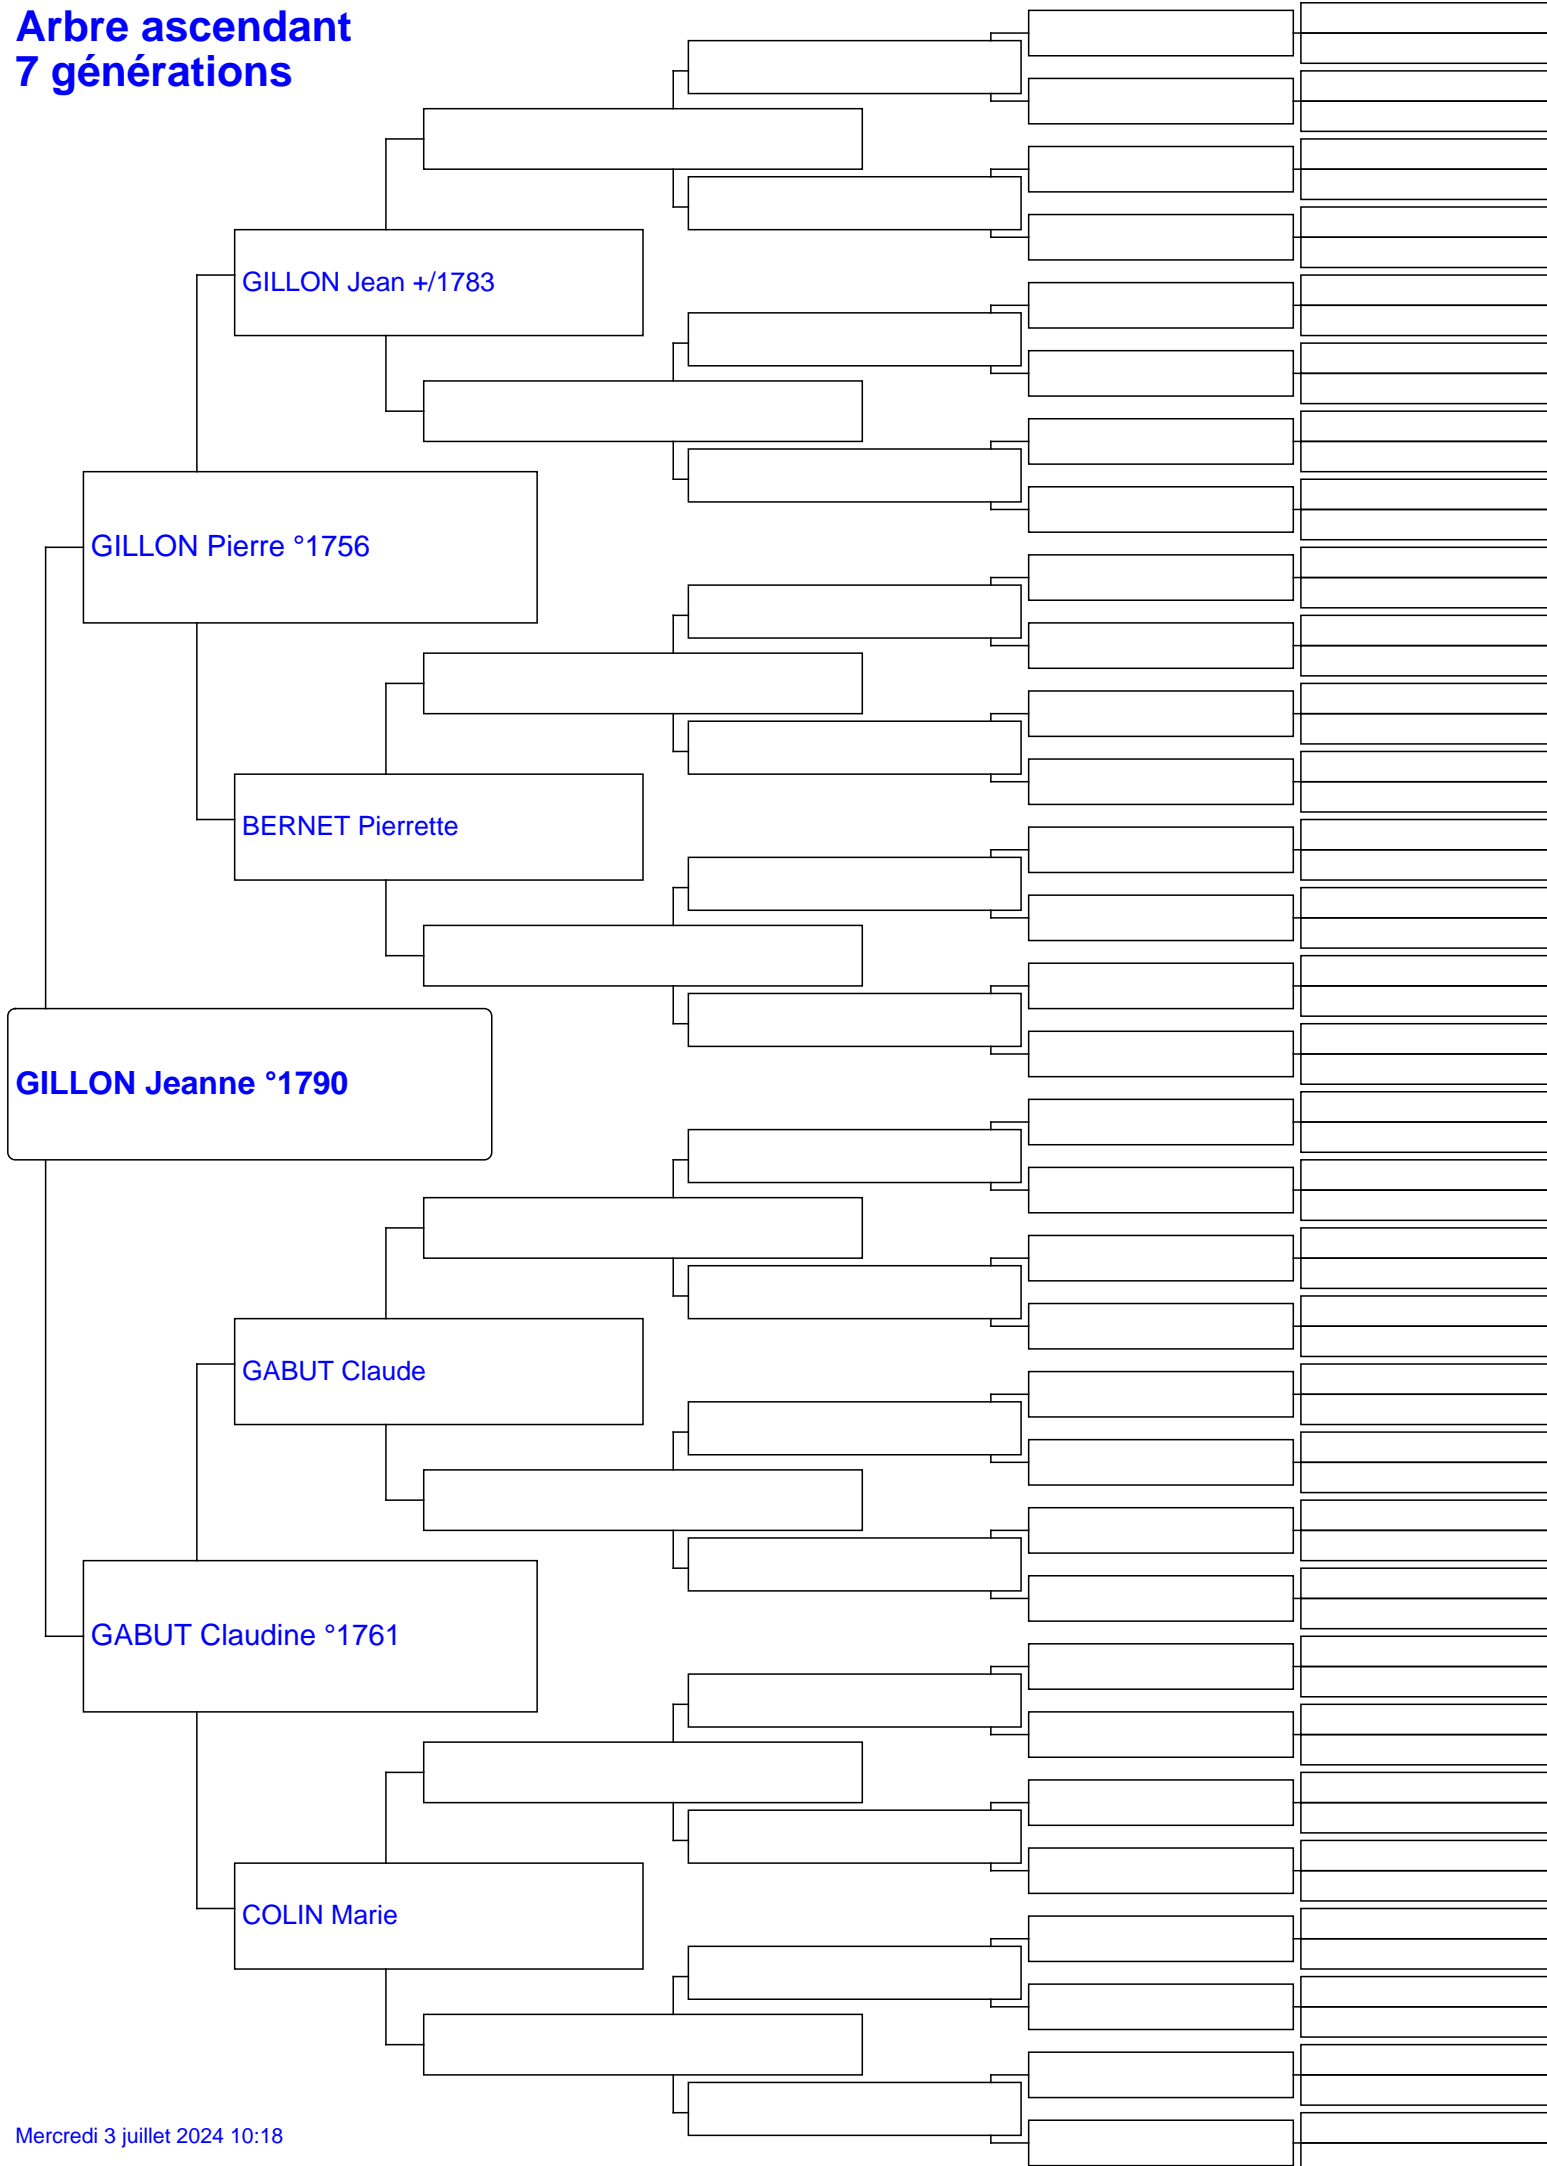 Arbre ascendant
7 générations
GILLON Jean +/1783
GILLON Pierre °1756
BERNET Pierrette
GILLON Jeanne °1790
GABUT Claude
GABUT Claudine °1761
COLIN Marie
Mercredi 3 juillet 2024 10:18